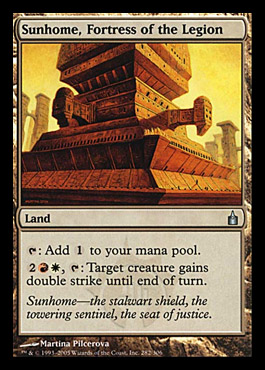 Sunhome, Fortress of the Legion
Land
: Add 1 to your mana pool.
2, : Target creature gains
double strike until end of turn.
Sunhome—the stalwart shield, the
towering sentinel, the seat of justice.
Martina Pilcerova
™ & © 1993–2005 Wizards of the Coast, Inc. 282/306